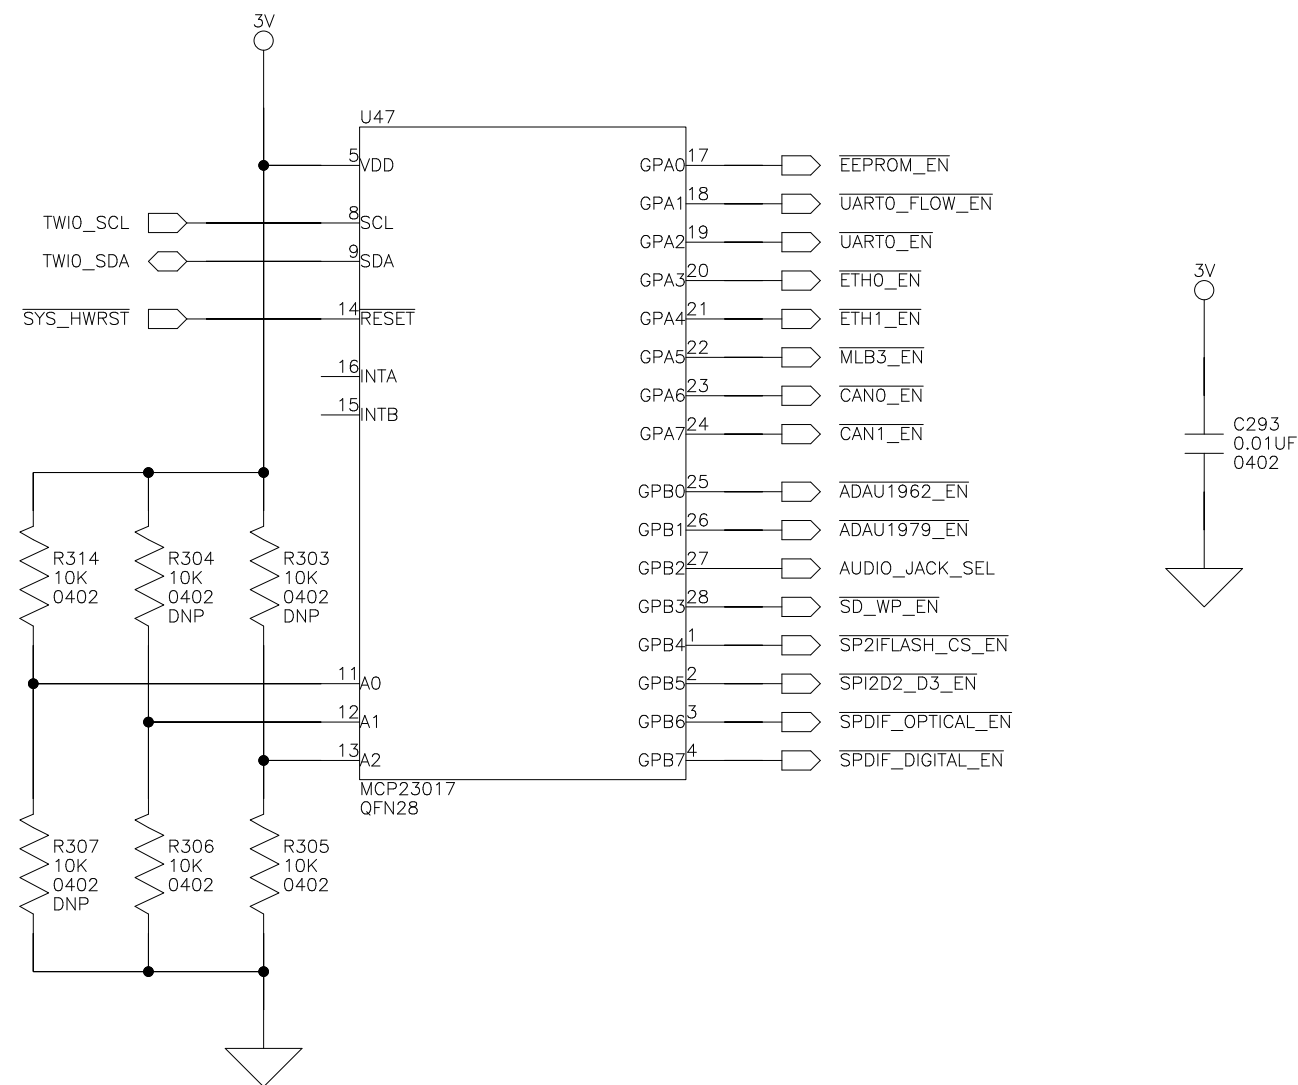 3V
U47
5 VDD
8 SCL
9 SDA
14 RESET
16 INTA
15 INTB
11 A0
12 A1
13 A2
TWI0_SCL
TWI0_SDA
SYS_HWRST
GPA0 17 EEPROM_EN
GPA1 18 UART0_FLOW_EN
GPA2 19 UART0_EN
GPA3 20 ETH0_EN
GPA4 21 ETH1_EN
GPA5 22 MLB3_EN
GPA6 23 CAN0_EN
GPA7 24 CAN1_EN
GPB0 25 ADAU1962_EN
GPB1 26 ADAU1979_EN
GPB2 27 AUDIO_JACK_SEL
GPB3 28 SD_WP_EN
GPB4 1 SP2IFLASH_CS_EN
GPB5 2 SPI2D2_D3_EN
GPB6 3 SPDIF_OPTICAL_EN
GPB7 4 SPDIF_DIGITAL_EN
MCP23017
QFN28
R314
10K
0402
R304
10K
0402
DNP
R303
10K
0402
DNP
R307
10K
0402
DNP
R306
10K
0402
R305
10K
0402
3V
C293
0.01UF
0402